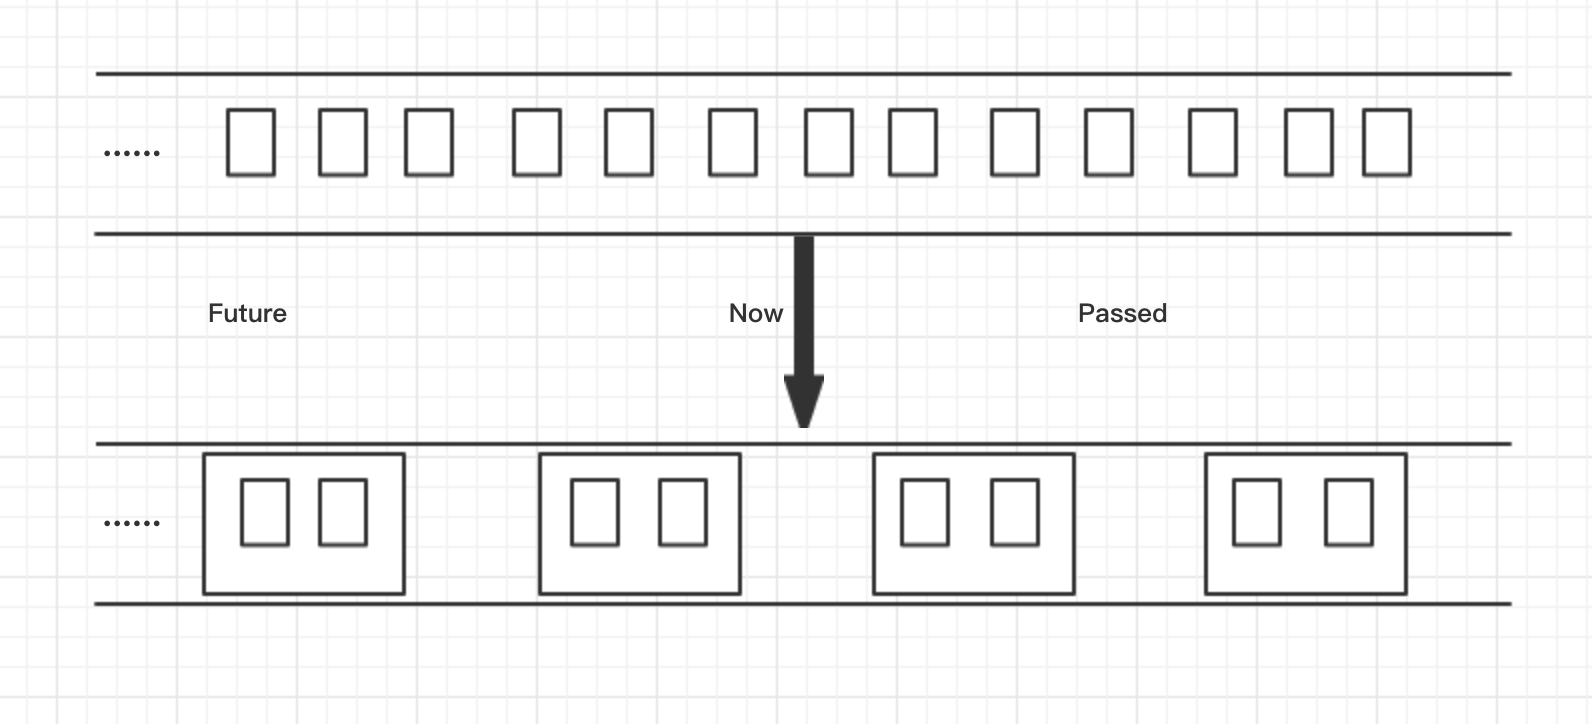 ......
Future
Now
Passed
......